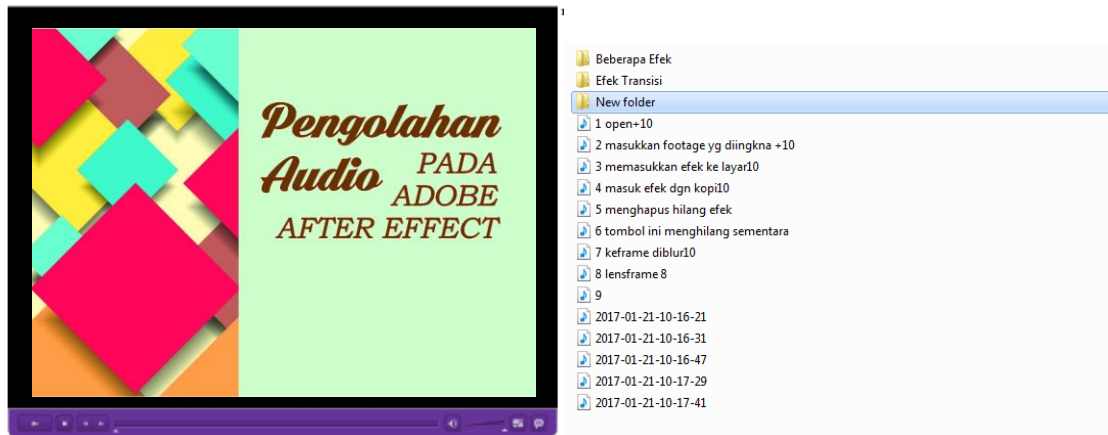 Pengolahan
Audio PADA
ADOBE
AFTER EFFECT
Beberapa Efek
Efek Transisi
New folder
1 open+10
2 masukkan footage yg diingkna +10
3 memasukkan efek ke layar10
4 masuk efek dgn kopi10
5 menghapus hilang efek
6 tombol ini menghilang sementara
7 keframe diblur10
8 lensframe 8
9
2017-01-21-10-16-21
2017-01-21-10-16-31
2017-01-21-10-16-47
2017-01-21-10-17-29
2017-01-21-10-17-41